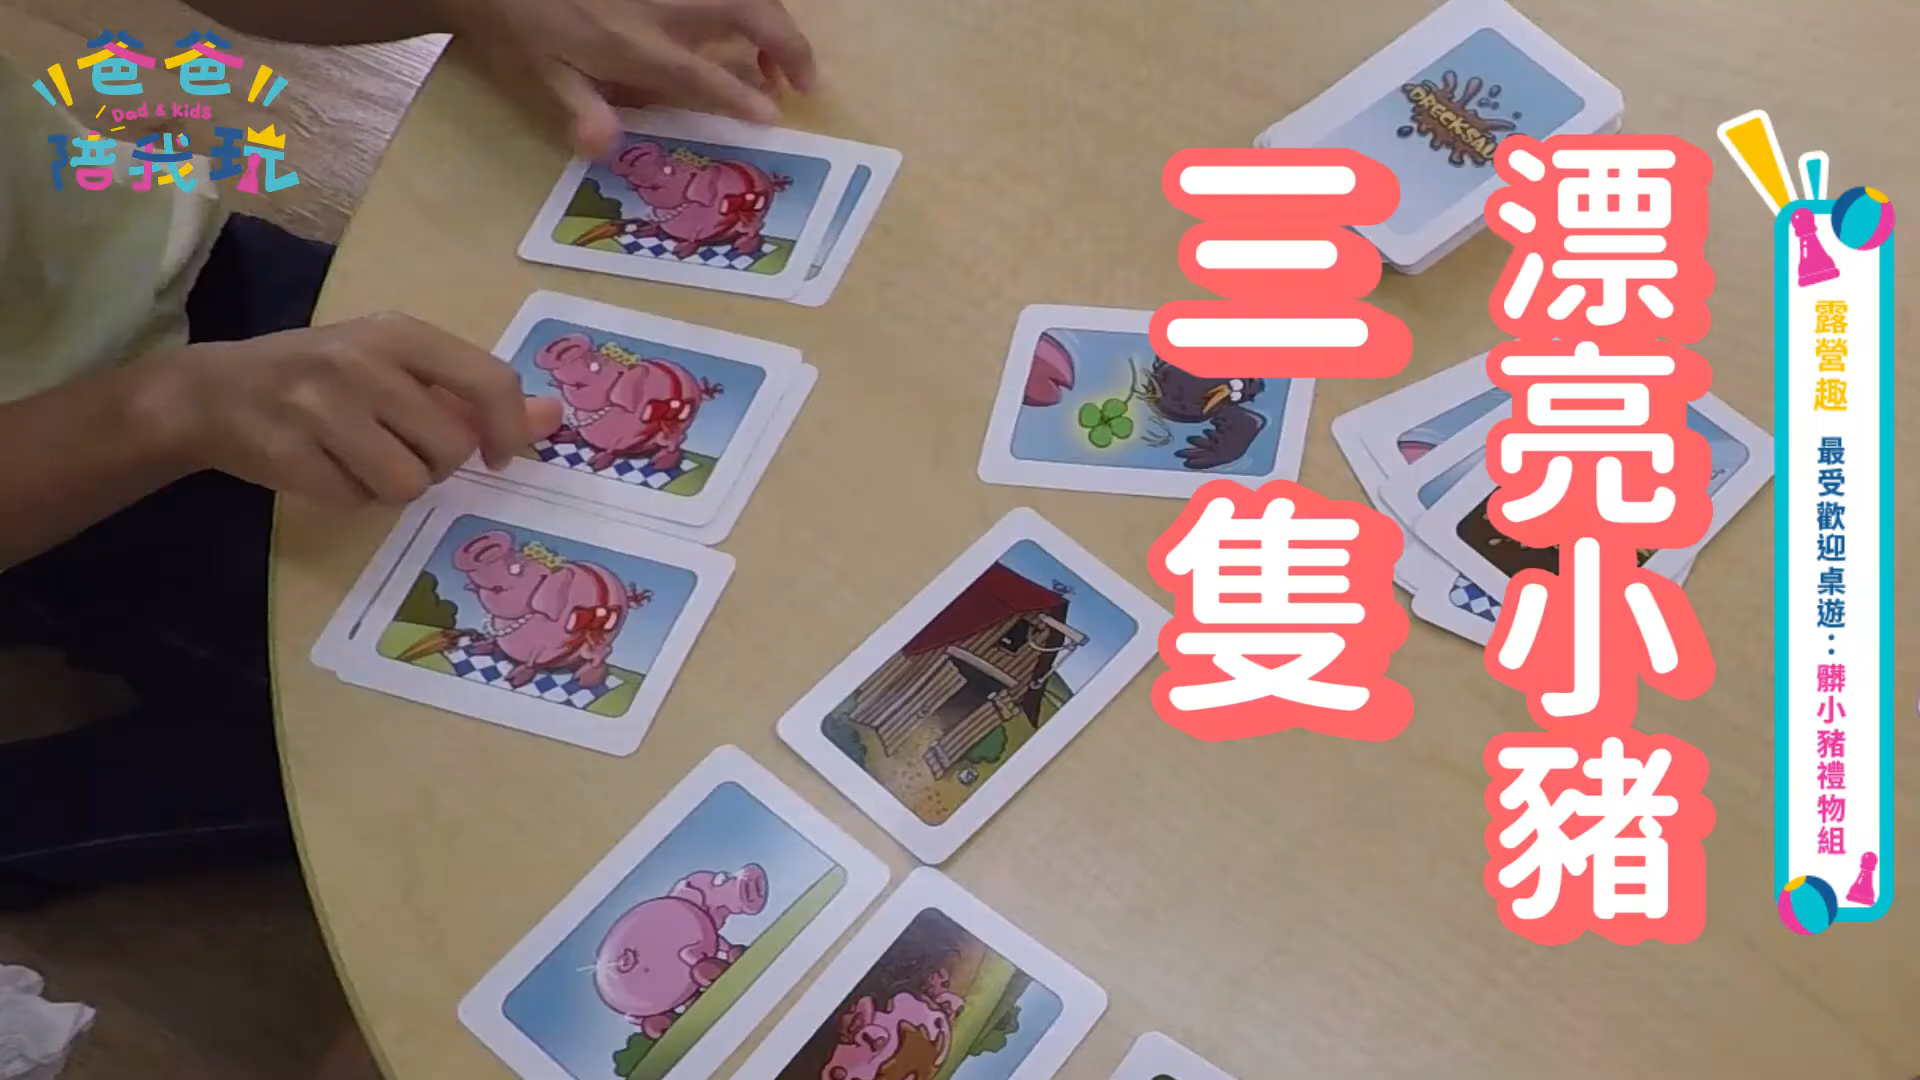 爸爸
Dad & Kids
陪我玩
DRECKSAU
漂亮小豬
三隻
露營趣 最受歡迎桌遊：髒小豬禮物組